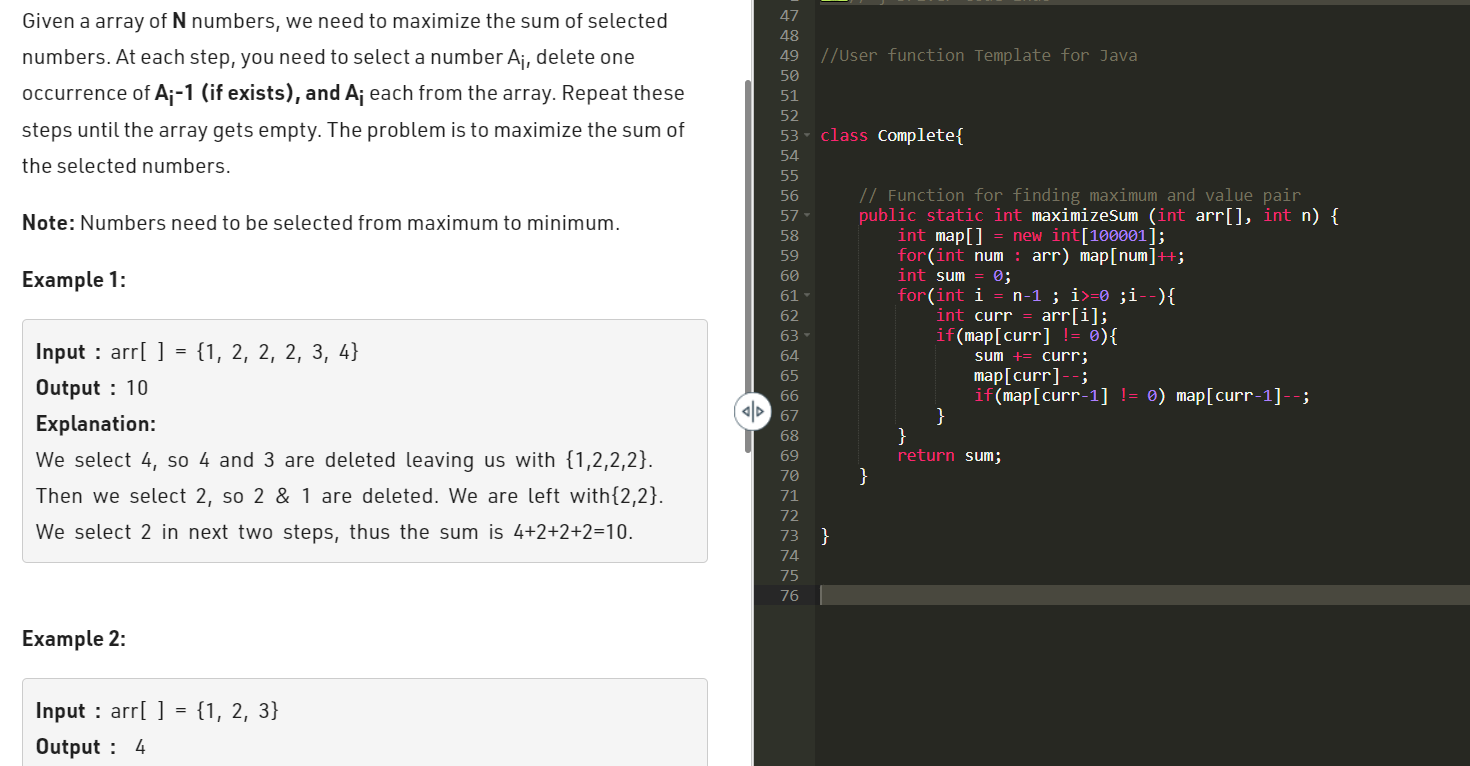 Given a array of N numbers, we need to maximize the sum of selected
numbers. At each step, you need to select a number Ai, delete one
occurrence of Ai-1 (if exists), and Ai each from the array. Repeat these
steps until the array gets empty. The problem is to maximize the sum of
the selected numbers.
Note: Numbers need to be selected from maximum to minimum.
Example 1:
Input : arr[ ] = {1, 2, 2, 2, 3, 4}
Output : 10
Explanation:
We select 4, so 4 and 3 are deleted leaving us with {1,2,2,2}.
Then we select 2, so 2 & 1 are deleted. We are left with{2,2}.
We select 2 in next two steps, thus the sum is 4+2+2+2=10.
Example 2:
Input : arr[ ] = {1, 2, 3}
Output : 4
47
48
49 //User function Template for Java
50
51
52
53 class Complete{
54
55
56 // Function for finding maximum and value pair
57 public static int maximizeSum (int arr[], int n) {
58 int map[] = new int[100001];
59 for(int num : arr) map[num]++;
60 int sum = 0;
61 for(int i = n-1 ; i>=0 ;i--){
62 int curr = arr[i];
63 if(map[curr] != 0){
64 sum += curr;
65 map[curr]--;
66 if(map[curr-1] != 0) map[curr-1]--;
67 }
68 }
69 return sum;
70 }
71
72
73 }
74
75
76